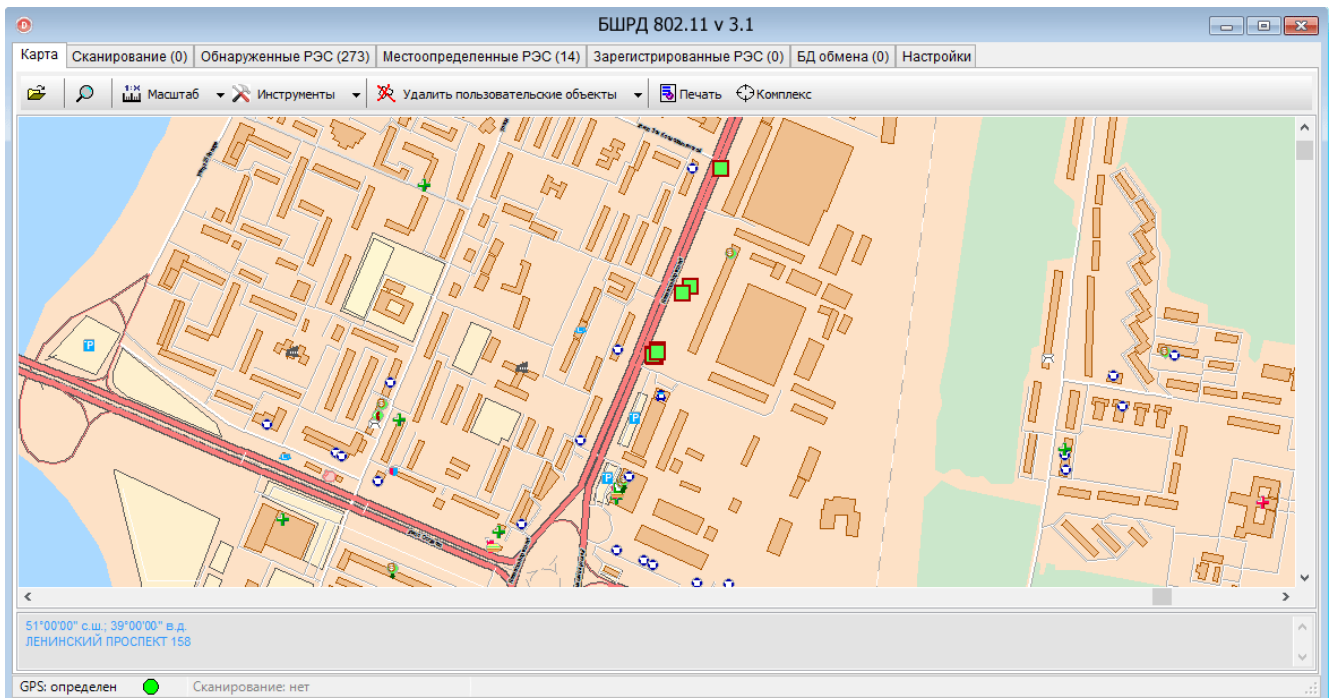 БШРД 802.11 v 3.1
Карта Сканирование (0) Обнаруженные РЭС (273) Местоопределенные РЭС (14) Зарегистрированные РЭС (0) БД обмена (0) Настройки
1:X Масштаб Инструменты Удалить пользовательские объекты Печать Комплекс
51°00'00" с.ш.; 39°00'00" в.д.
ЛЕНИНСКИЙ ПРОСПЕКТ 158
GPS: определен Сканирование: нет